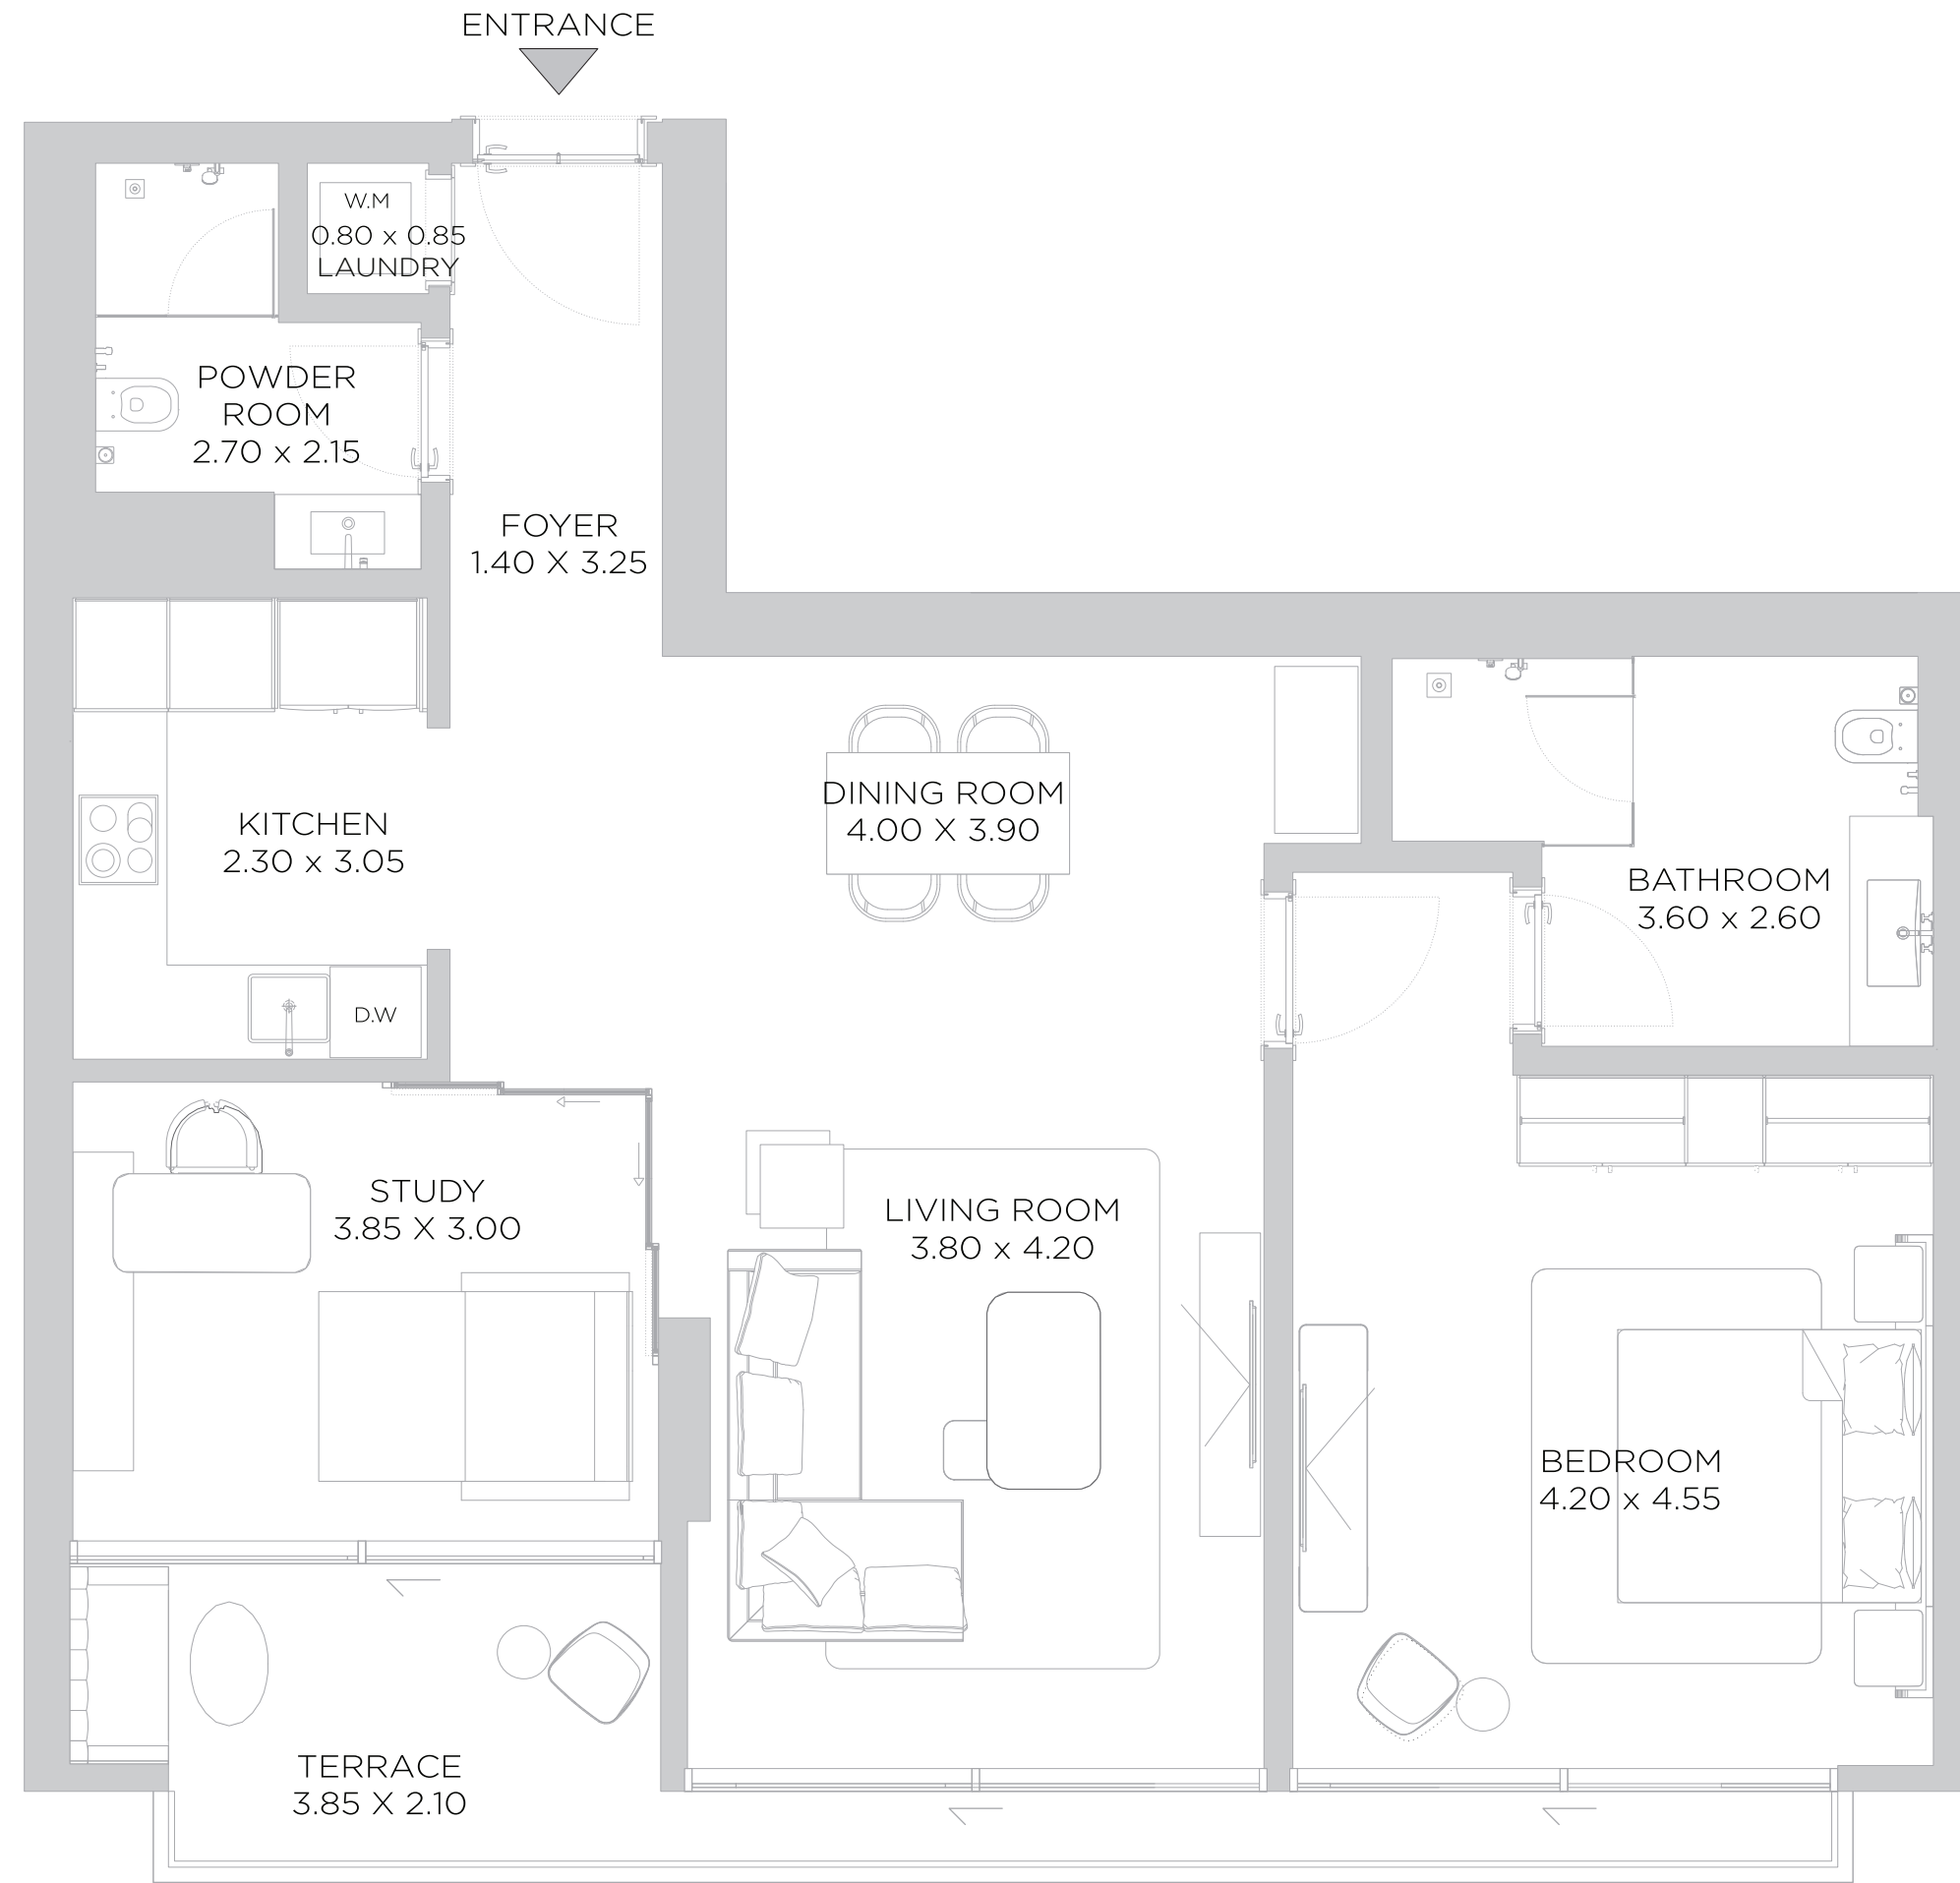 ENTRANCE
W.M
0.80 x 0.85
LAUNDRY
POWDER
ROOM
2.70 x 2.15
FOYER
1.40 X 3.25
KITCHEN
2.30 x 3.05
DINING ROOM
4.00 X 3.90
BATHROOM
3.60 x 2.60
D.W
STUDY
3.85 X 3.00
LIVING ROOM
3.80 x 4.20
BEDROOM
4.20 x 4.55
TERRACE
3.85 X 2.10